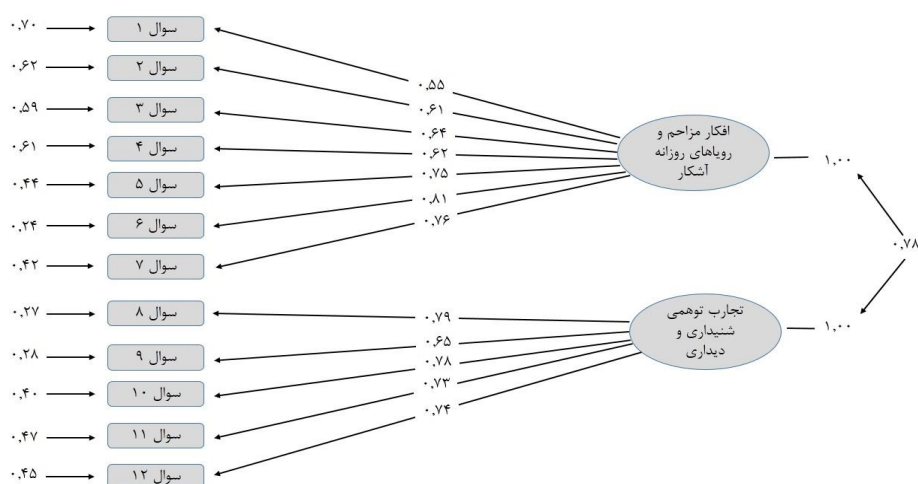 ۰٫۷۰
سوال ۱
۰٫۶۲
سوال ۲
۰٫۵۹
سوال ۳
۰٫۶۱
سوال ۴
۰٫۴۴
سوال ۵
۰٫۲۴
سوال ۶
۰٫۴۲
سوال ۷
۰٫۲۷
سوال ۸
۰٫۲۸
سوال ۹
۰٫۴۰
سوال ۱۰
۰٫۴۷
سوال ۱۱
۰٫۴۵
سوال ۱۲
۰٫۵۵
۰٫۶۱
۰٫۶۴
۰٫۶۲
۰٫۷۵
۰٫۸۱
۰٫۷۶
۰٫۷۹
۰٫۶۵
۰٫۷۸
۰٫۷۳
۰٫۷۴
افکار مزاحم و
رویاهای روزانه
آشکار
تجارب توهمی
شنیداری و
دیداری
۱٫۰۰
۰٫۷۸
۱٫۰۰